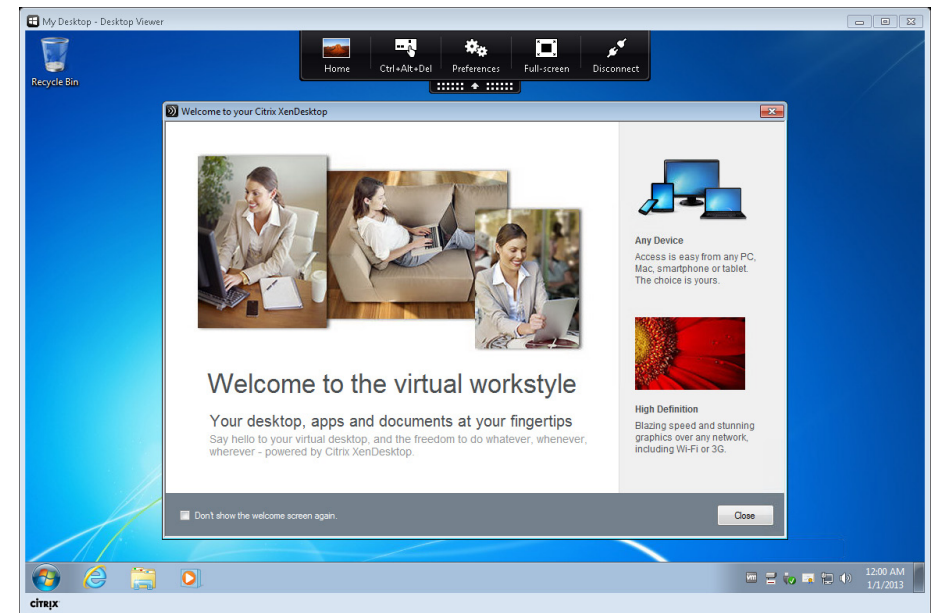 My Desktop - Desktop Viewer
Recycle Bin
Home
Ctrl+Alt+Del
Preferences
Full-screen
Disconnect
Welcome to your Citrix XenDesktop
Any Device
Access is easy from any PC,
Mac, smartphone or tablet.
The choice is yours.
High Definition
Blazing speed and stunning
graphics over any network,
including Wi-Fi or 3G.
Welcome to the virtual workstyle
Your desktop, apps and documents at your fingertips
Say hello to your virtual desktop, and the freedom to do whatever, whenever,
wherever - powered by Citrix XenDesktop.
Don't show the welcome screen again.
Close
12:00 AM
1/1/2013
CITRIX